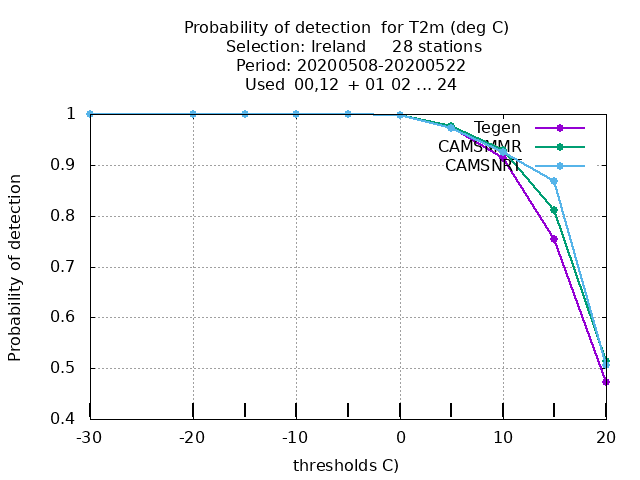 Probability of detection for T2m (deg C)
Selection: Ireland 28 stations
Period: 20200508-20200522
Used 00,12 + 01 02 ... 24
Probability of detection
1
0.9
0.8
0.7
0.6
0.5
0.4
Tegen
CAMSMMR
CAMSNRT
-30
-20
-10
0
10
20
thresholds C)